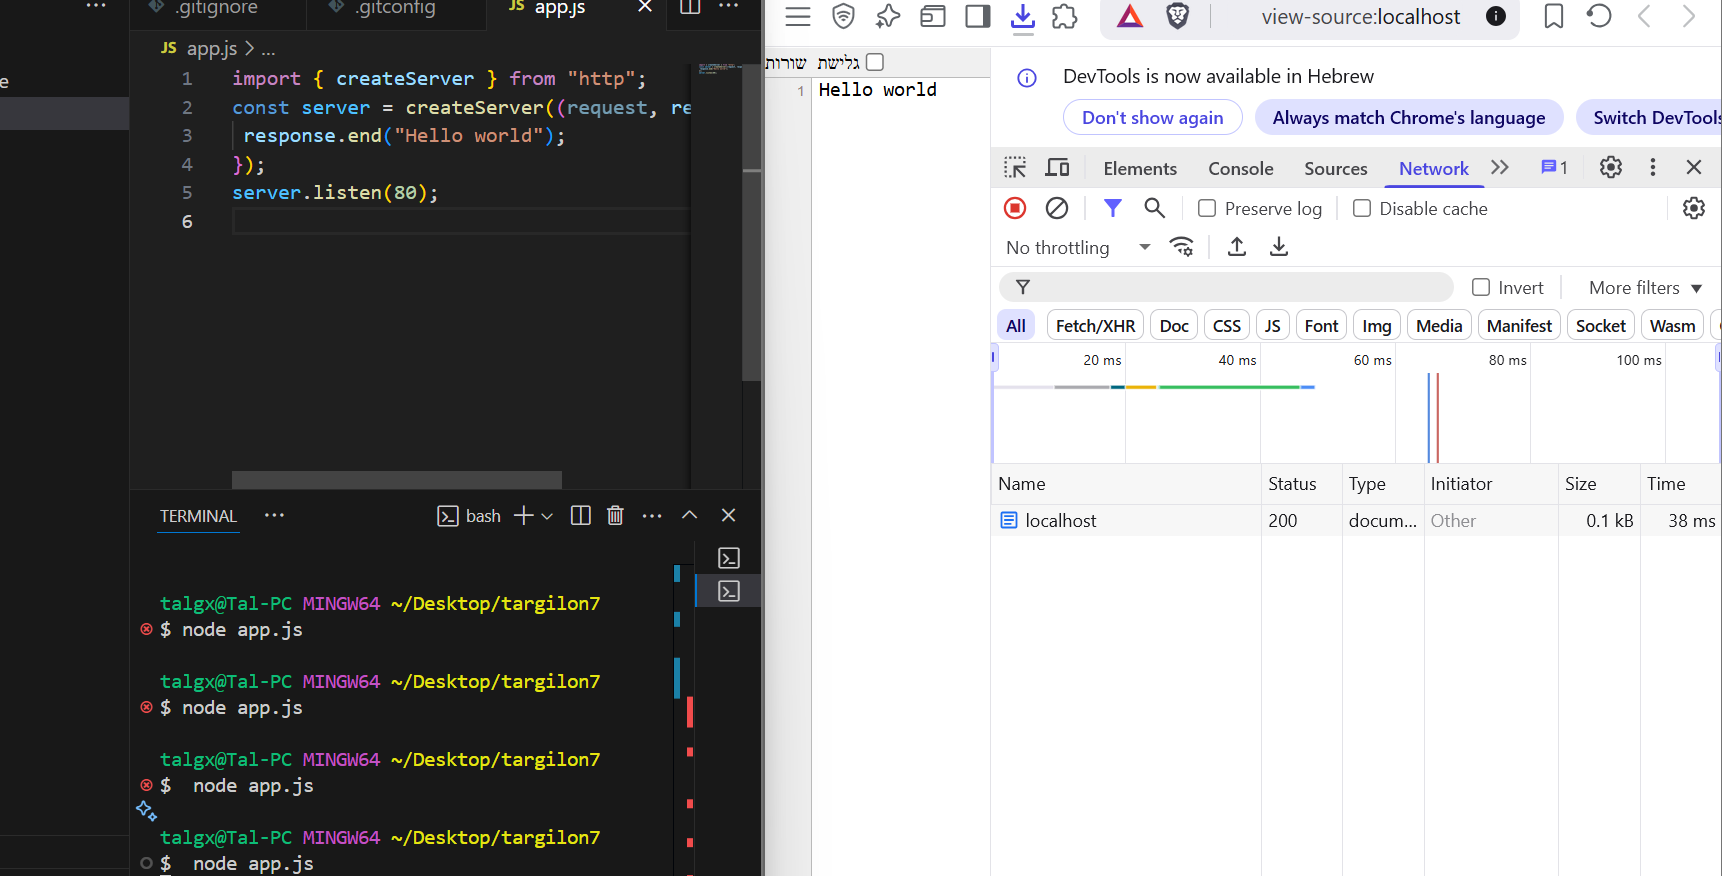 .gitignore
.gitconfig
JS app.js
JS app.js > ...
1 import { createServer } from "http";
2 const server = createServer((request, re
3 response.end("Hello world");
4 });
5 server.listen(80);
6
TERMINAL
bash
talgx@Tal-PC MINGW64 ~/Desktop/targilon7
$ node app.js
talgx@Tal-PC MINGW64 ~/Desktop/targilon7
$ node app.js
talgx@Tal-PC MINGW64 ~/Desktop/targilon7
$  node app.js
talgx@Tal-PC MINGW64 ~/Desktop/targilon7
$  node app.js
view-source:localhost
גלישת שורות
1 Hello world
DevTools is now available in Hebrew
Don't show again
Always match Chrome's language
Switch DevTools
Elements Console Sources Network 1
Preserve log Disable cache
No throttling
Invert More filters
All Fetch/XHR Doc CSS JS Font Img Media Manifest Socket Wasm
20 ms 40 ms 60 ms 80 ms 100 ms
Name Status Type Initiator Size Time
localhost 200 docum... Other 0.1 kB 38 ms